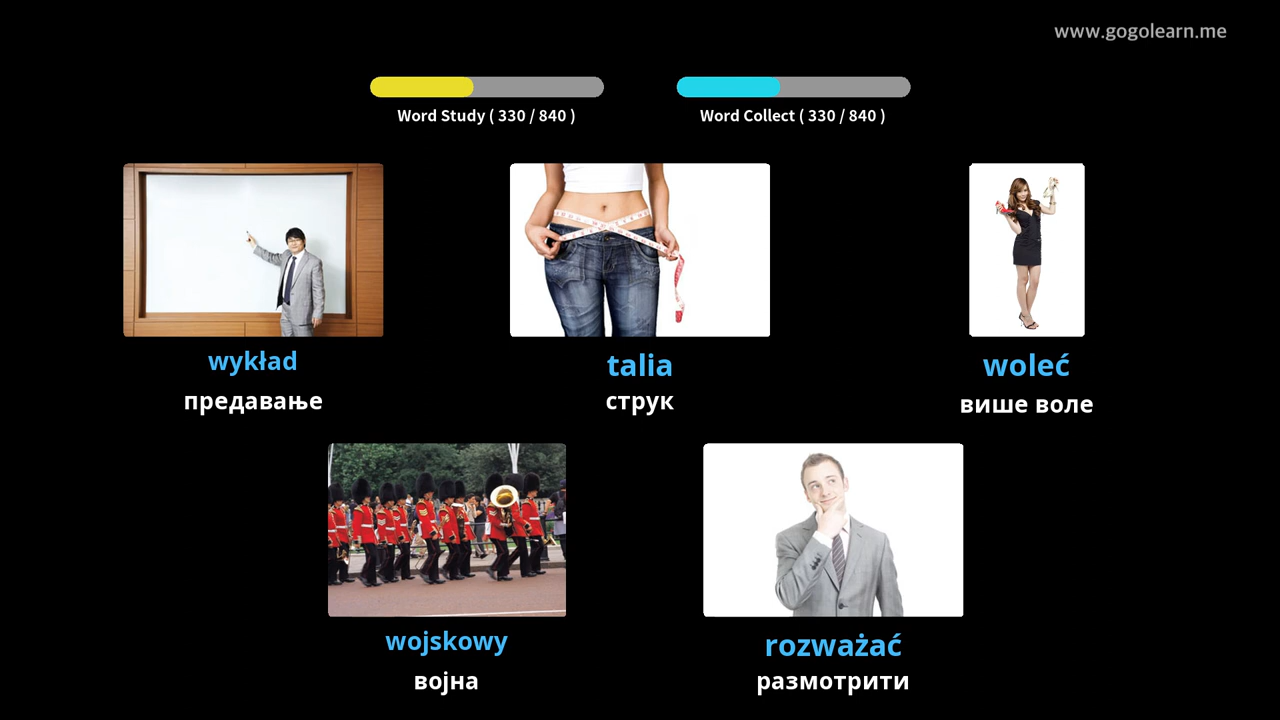 www.gogolearn.me
Word Study ( 330 / 840 )
Word Collect ( 330 / 840 )
wykład
предавање
talia
струк
woleć
више воле
wojskowy
војна
rozważać
размотрити